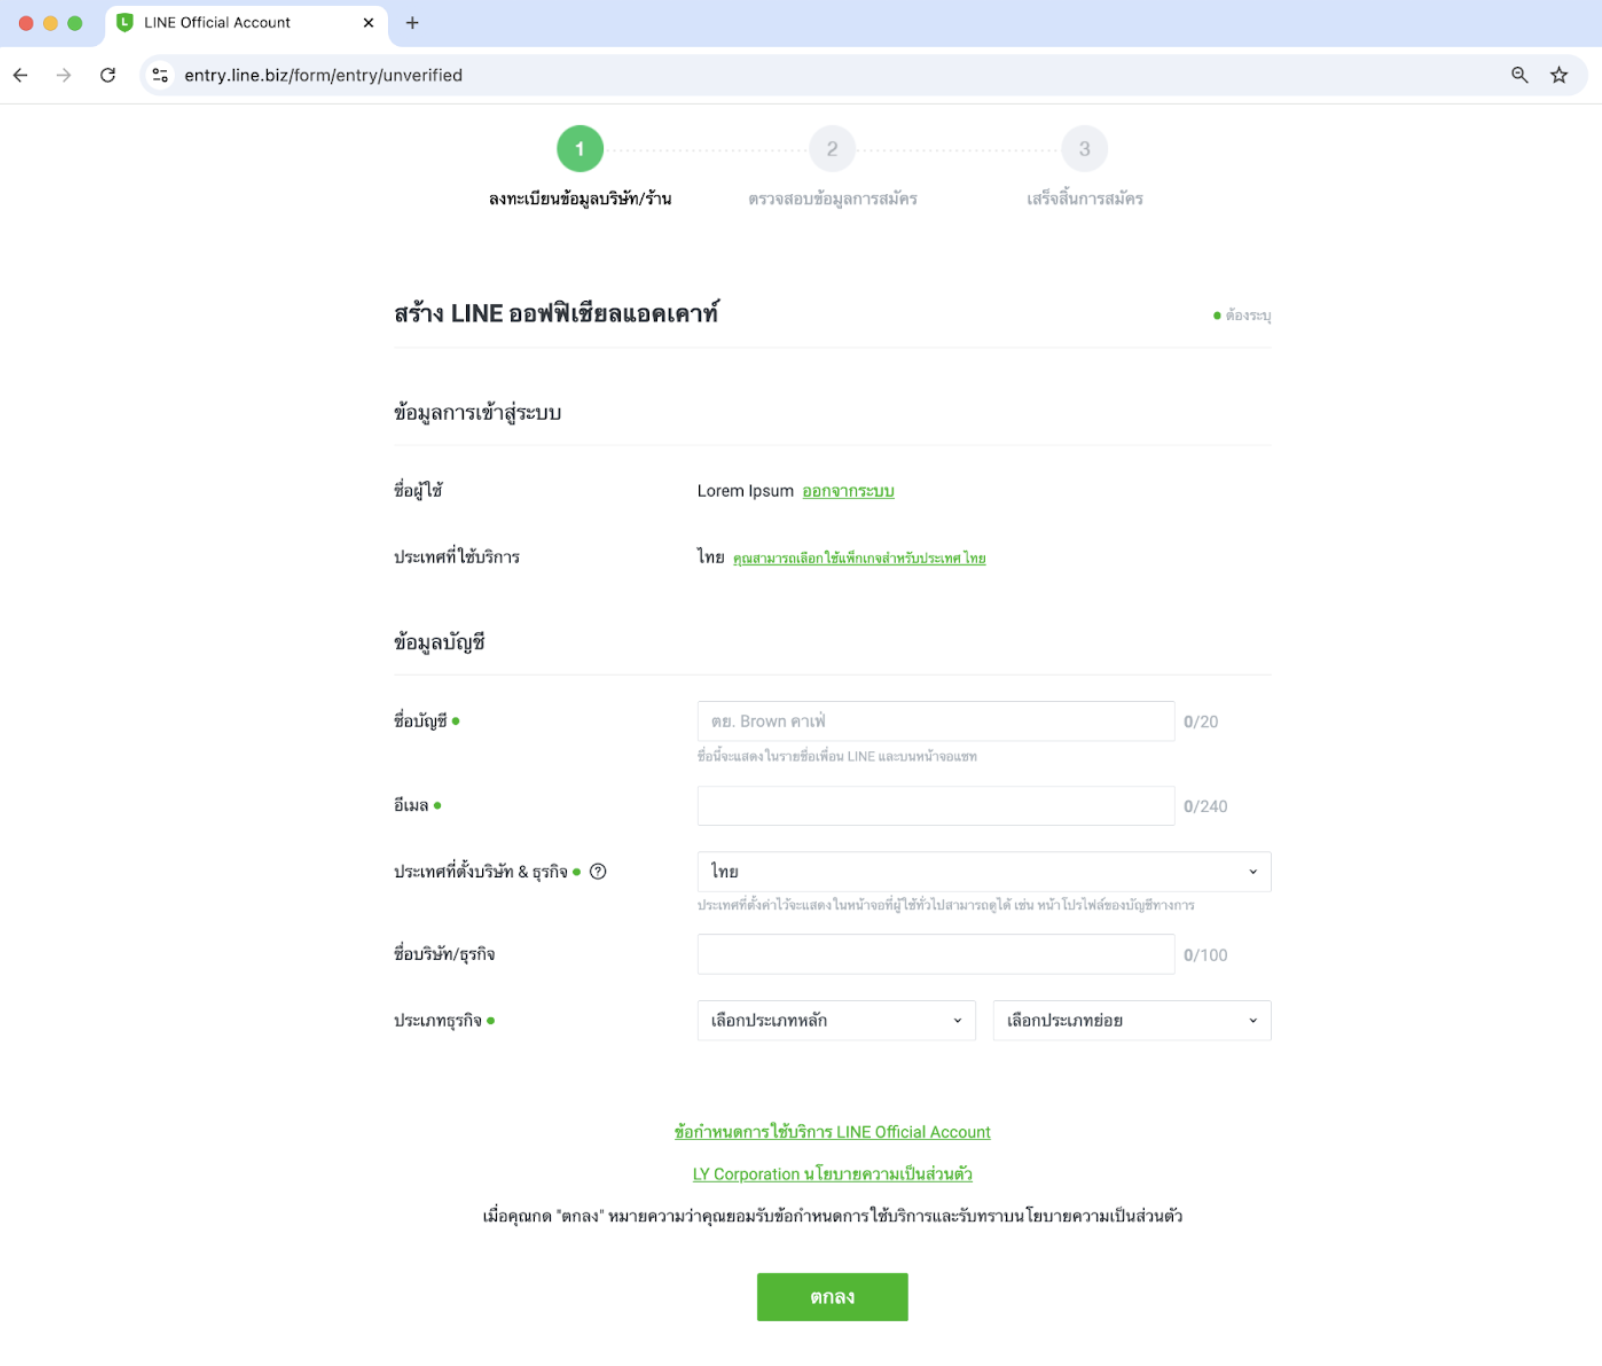 LINE Official Account
entry.line.biz/form/entry/unverified
1 2 3
ลงทะเบียนข้อมูลบริษัท/ร้าน ตรวจสอบข้อมูลการสมัคร เสร็จสิ้นการสมัคร
สร้าง LINE ออฟฟิเชียลแอคเคาท์ ต้องระบุ
ข้อมูลการเข้าสู่ระบบ
ชื่อผู้ใช้ Lorem Ipsum ออกจากระบบ
ประเทศที่ใช้บริการ ไทย คุณสามารถเลือกใช้แพ็กเกจสำหรับประเทศ ไทย
ข้อมูลบัญชี
ชื่อบัญชี ตย. Brown คาเฟ่ 0/20
ชื่อนี้จะแสดงในรายชื่อเพื่อน LINE และบนหน้าจอแชท
อีเมล 0/240
ประเทศที่ตั้งบริษัท & ธุรกิจ ? ไทย
ประเทศที่ตั้งค่าไว้จะแสดงในหน้าจอที่ผู้ใช้ทั่วไปสามารถดูได้ เช่น หน้าโปรไฟล์ของบัญชีทางการ
ชื่อบริษัท/ธุรกิจ 0/100
ประเภทธุรกิจ เลือกประเภทหลัก เลือกประเภทย่อย
ข้อกำหนดการใช้บริการ LINE Official Account
LY Corporation นโยบายความเป็นส่วนตัว
เมื่อคุณกด "ตกลง" หมายความว่าคุณยอมรับข้อกำหนดการใช้บริการและรับทราบนโยบายความเป็นส่วนตัว
ตกลง